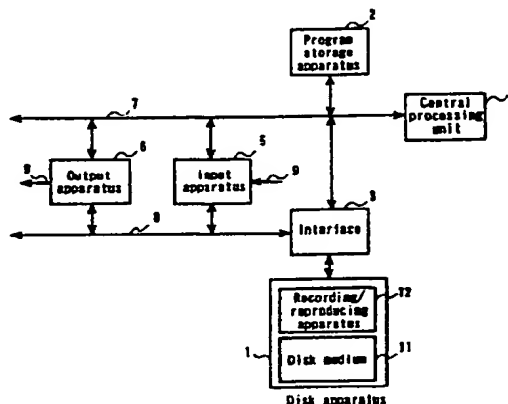 2
Program
storage
apparatus
7
Central
processing
unit
6
5
Output
apparatus
Input
apparatus
9
3
8
Interface
Recording/
reproducing
apparatus
12
1
Disk medium
11
Disk apparatus